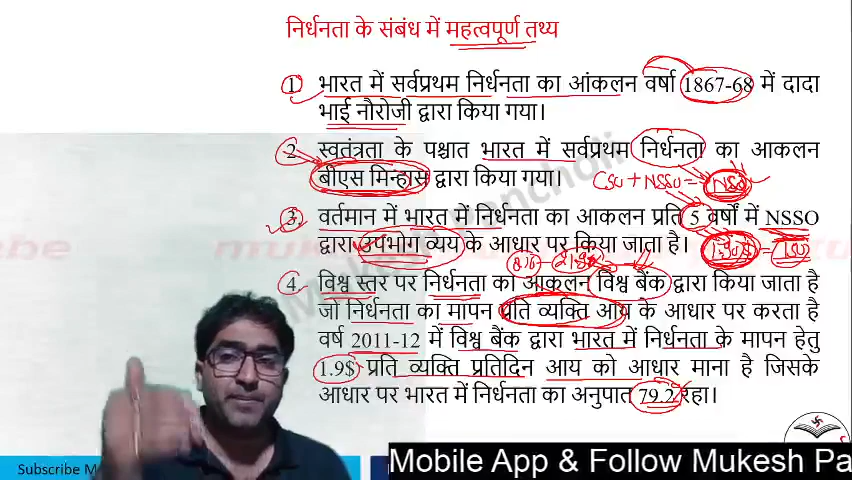 निर्धनता के संबंध में महत्वपूर्ण तथ्य
1. भारत में सर्वप्रथम निर्धनता का आंकलन वर्षा 1867-68 में दादा
भाई नौरोजी द्वारा किया गया।
2. स्वतंत्रता के पश्चात भारत में सर्वप्रथम निर्धनता का आकलन
बीएस मिन्हास द्वारा किया गया।
CSO + NSSO = NSO
3. वर्तमान में भारत में निर्धनता का आकलन प्रति 5 वर्षों में NSSO
द्वारा उपभोग व्यय के आधार पर किया जाता है।
1.90$ =
4. विश्व स्तर पर निर्धनता को आकलन विश्व बैंक द्वारा किया जाता है
जो निर्धनता का मापन प्रति व्यक्ति आय के आधार पर करता है
वर्ष 2011-12 में विश्व बैंक द्वारा भारत में निर्धनता के मापन हेतु
1.9$ प्रति व्यक्ति प्रतिदिन आय को आधार माना है जिसके
आधार पर भारत में निर्धनता का अनुपात 79.2 रहा।
Mukesh Pancholi
Subscribe M
Mobile App & Follow Mukesh Pa